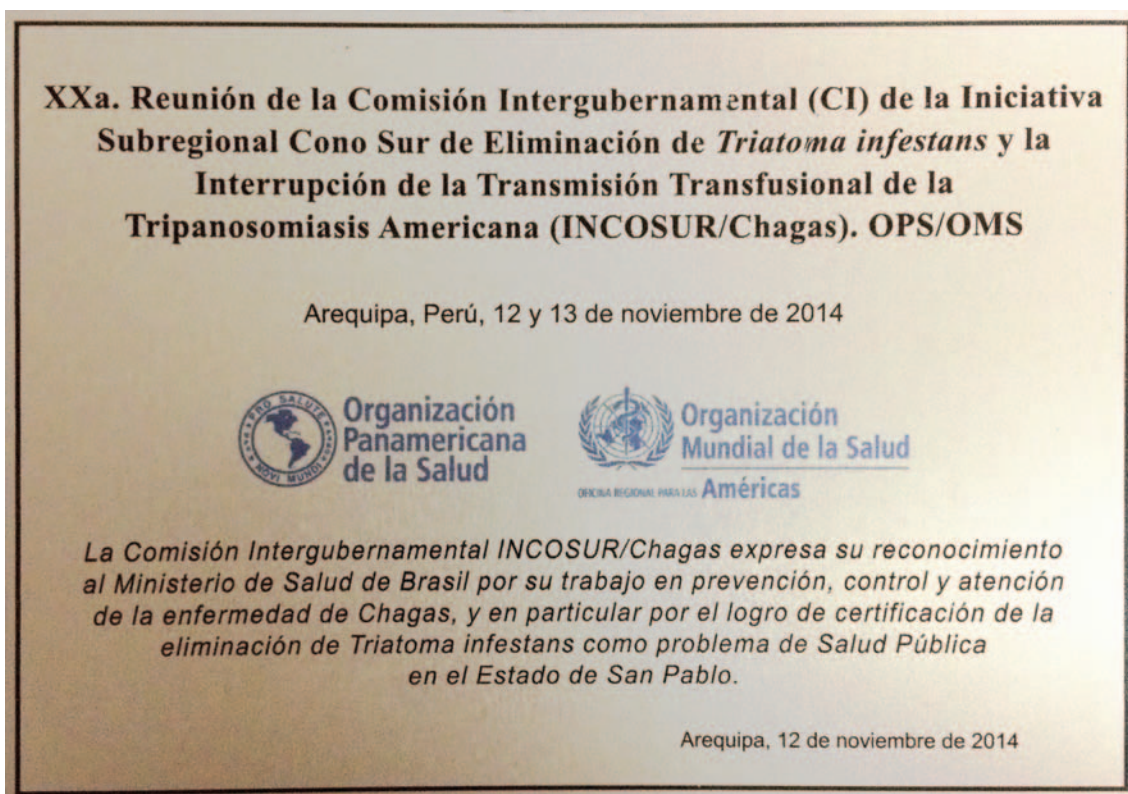 XXa. Reunión de la Comisión Intergubernamental (CI) de la Iniciativa
Subregional Cono Sur de Eliminación de Triatoma infestans y la
Interrupción de la Transmisión Transfusional de la
Tripanosomiasis Americana (INCOSUR/Chagas). OPS/OMS
Arequipa, Perú, 12 y 13 de noviembre de 2014
PRO SALUTE
NOVI MUNDI
Organización
Panamericana
de la Salud
Organización
Mundial de la Salud
OFICINA REGIONAL PARA LAS Américas
La Comisión Intergubernamental INCOSUR/Chagas expresa su reconocimiento
al Ministerio de Salud de Brasil por su trabajo en prevención, control y atención
de la enfermedad de Chagas, y en particular por el logro de certificación de la
eliminación de Triatoma infestans como problema de Salud Pública
en el Estado de San Pablo.
Arequipa, 12 de noviembre de 2014